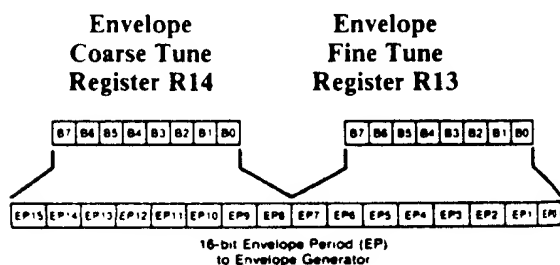 Envelope
Coarse Tune
Register R14
Envelope
Fine Tune
Register R13
B7 B6 B5 B4 B3 B2 B1 B0
B7 B6 B5 B4 B3 B2 B1 B0
EP15 EP14 EP13 EP12 EP11 EP10 EP9 EP8 EP7 EP6 EP5 EP4 EP3 EP2 EP1 EP0
16-bit Envelope Period (EP)
to Envelope Generator